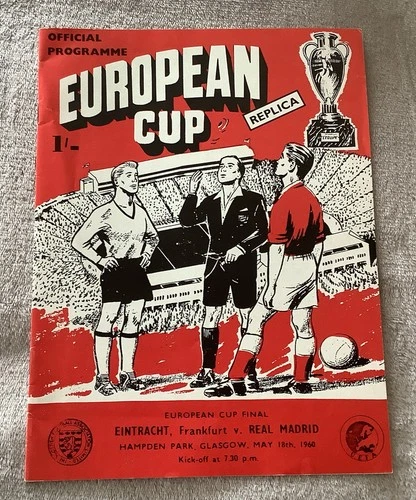 OFFICIAL
PROGRAMME
EUROPEAN
CUP
REPLICA
1/-
EUROPEAN CUP FINAL
EINTRACHT, Frankfurt v. REAL MADRID
HAMPDEN PARK, GLASGOW, MAY 18th, 1960
Kick-off at 7.30 p.m.